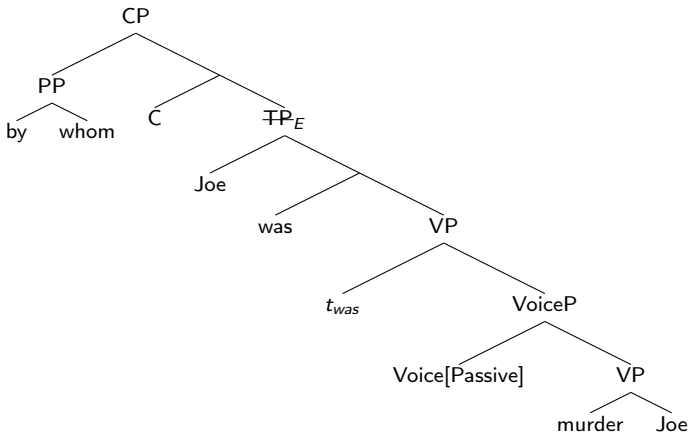 CP
PP
by whom
C
TP_E
Joe
was
VP
t_was
VoiceP
Voice[Passive]
VP
murder Joe